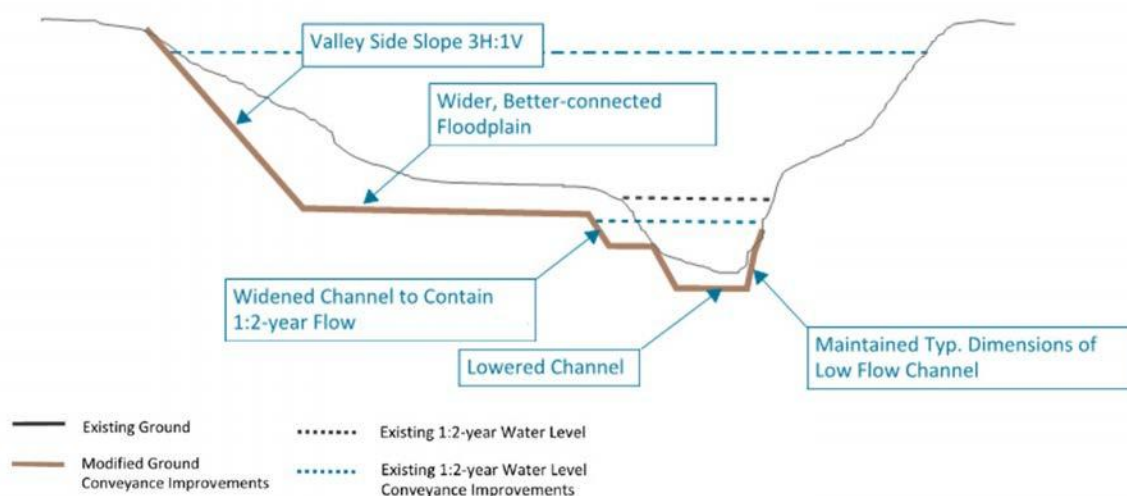 Valley Side Slope 3H:1V
Wider, Better-connected
Floodplain
Widened Channel to Contain
1:2-year Flow
Lowered Channel
Maintained Typ. Dimensions of
Low Flow Channel
Existing Ground
Modified Ground
Conveyance Improvements
Existing 1:2-year Water Level
Existing 1:2-year Water Level
Conveyance Improvements